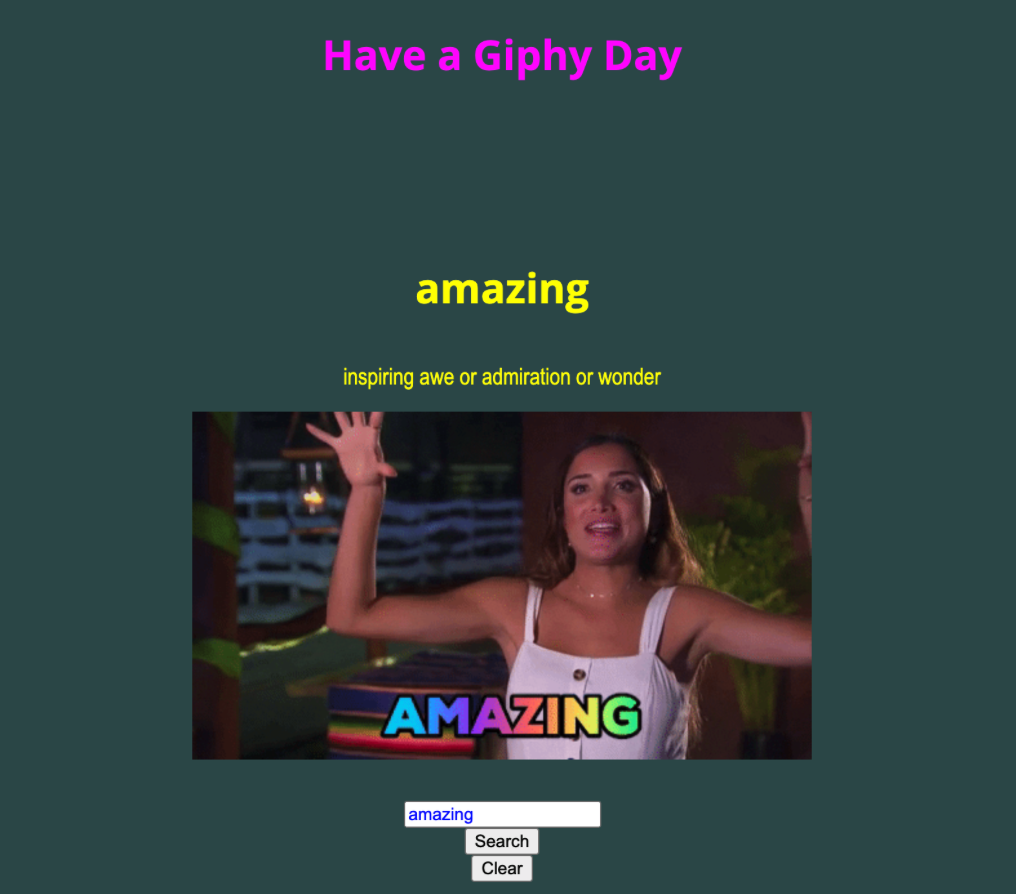 Have a Giphy Day
amazing
inspiring awe or admiration or wonder
AMAZING
amazing
Search
Clear